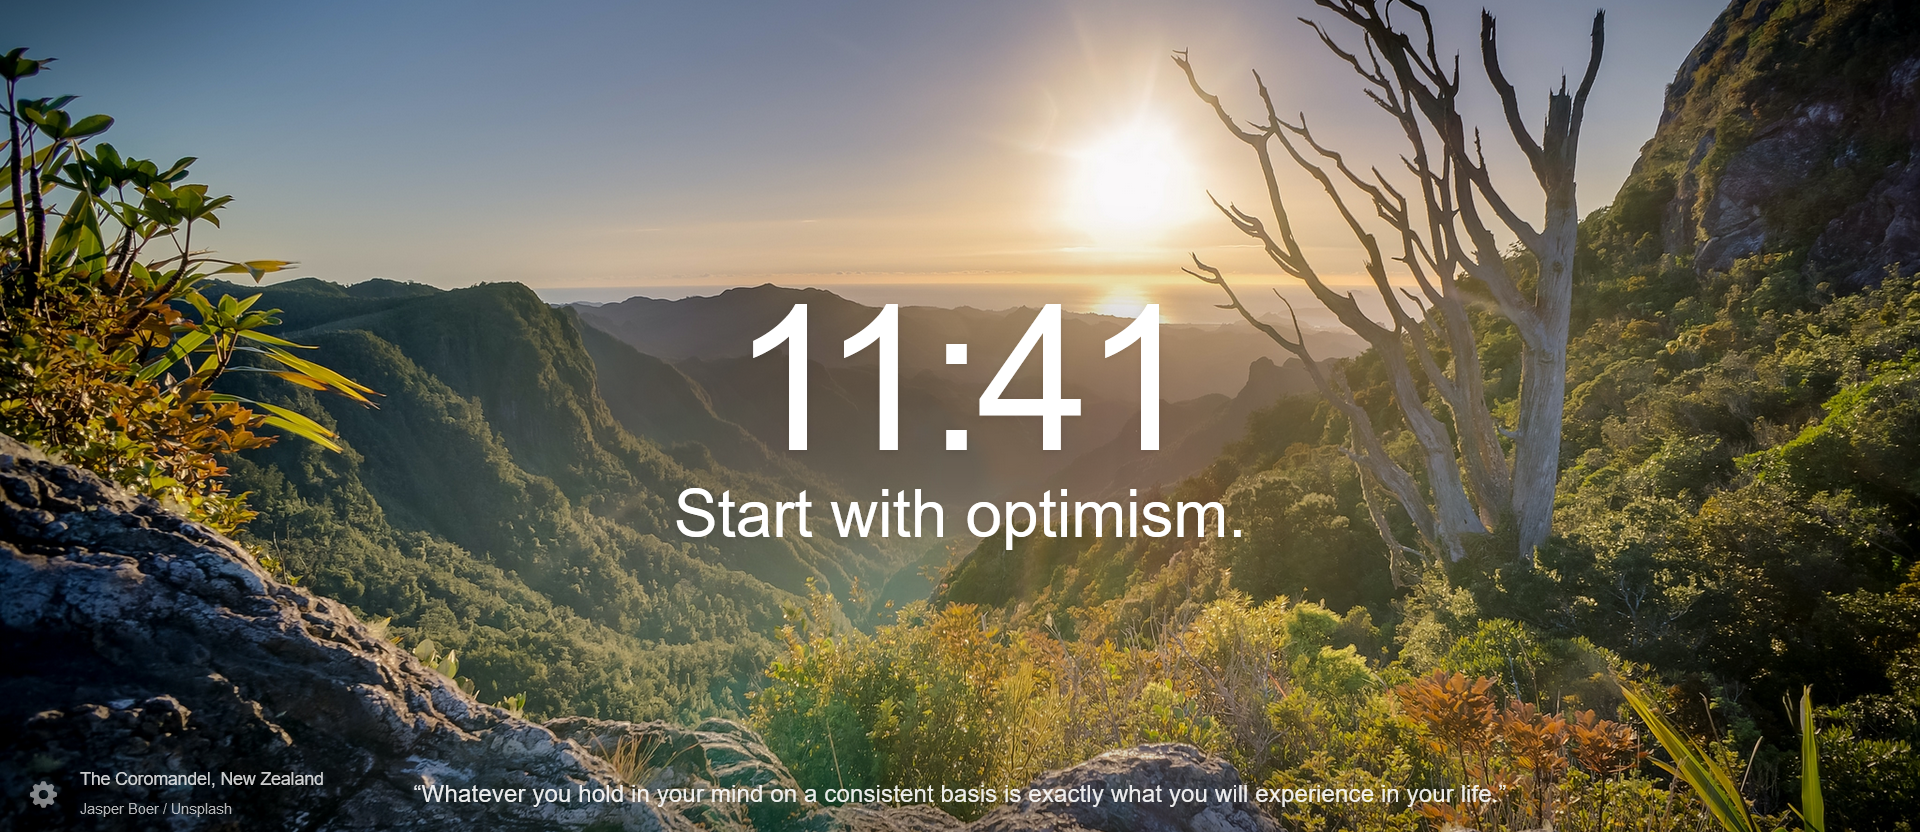 11:41
Start with optimism.
The Coromandel, New Zealand
Jasper Boer / Unsplash
“Whatever you hold in your mind on a consistent basis is exactly what you will experience in your life.”